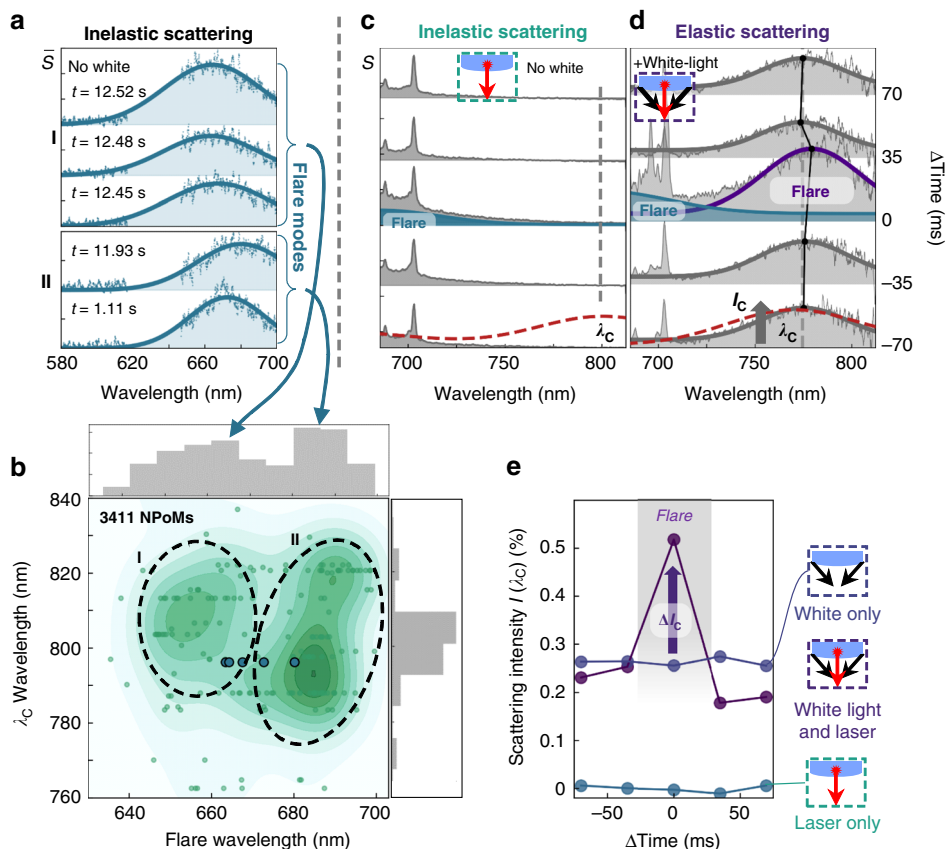 a
Inelastic scattering
S̄
No white
t = 12.52 s
I
t = 12.48 s
t = 12.45 s
Flare modes
II
t = 11.93 s
t = 1.11 s
580 620 660 700
Wavelength (nm)
c
Inelastic scattering
S
No white
Flare
λC
700 750 800
Wavelength (nm)
d
Elastic scattering
+White-light
Flare
Flare
IC
λC
70
35
0
−35
−70
ΔTime (ms)
700 750 800
Wavelength (nm)
b
3411 NPoMs
I
II
840
820
800
780
760
λC Wavelength (nm)
640 660 680 700
Flare wavelength (nm)
e
Flare
ΔIC
0.5
0.4
0.3
0.2
0.1
0
Scattering intensity I (λC) (%)
−50 0 50
ΔTime (ms)
White only
White light
and laser
Laser only